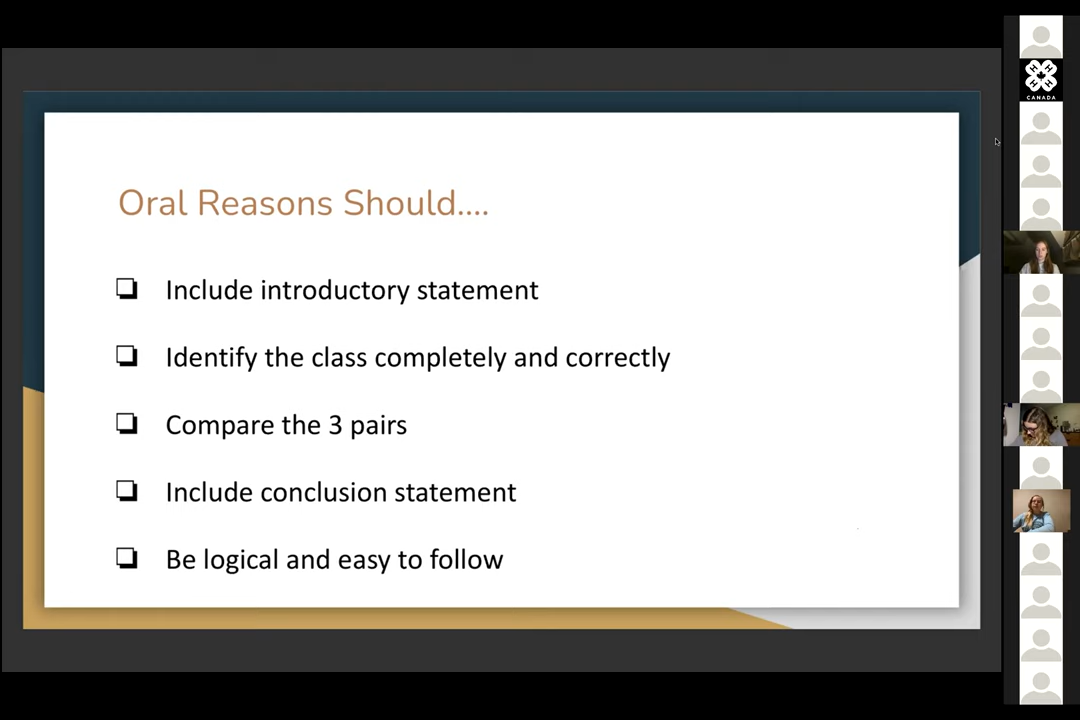 Oral Reasons Should....
Include introductory statement
Identify the class completely and correctly
Compare the 3 pairs
Include conclusion statement
Be logical and easy to follow
H H
H H
CANADA